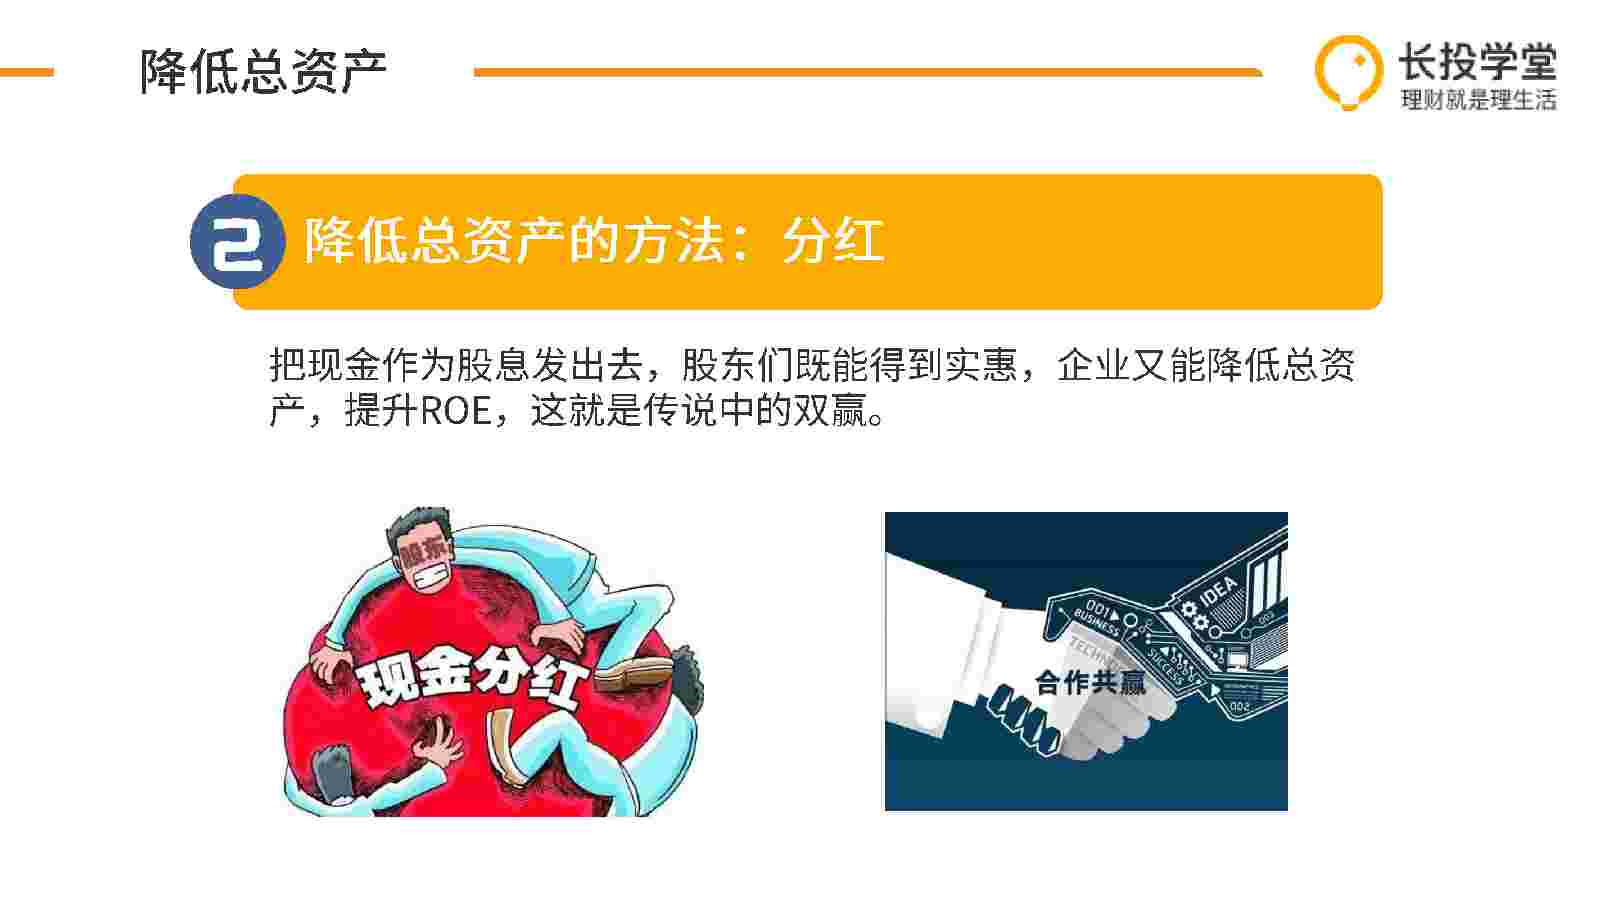 降低总资产
长投学堂
理财就是理生活
2
降低总资产的方法：分红
把现金作为股息发出去，股东们既能得到实惠，企业又能降低总资
产，提升ROE，这就是传说中的双赢。
股东
现金分红
IDEA
001
BUSINESS
002
TECHNO
SUCCESS
合作共赢
002